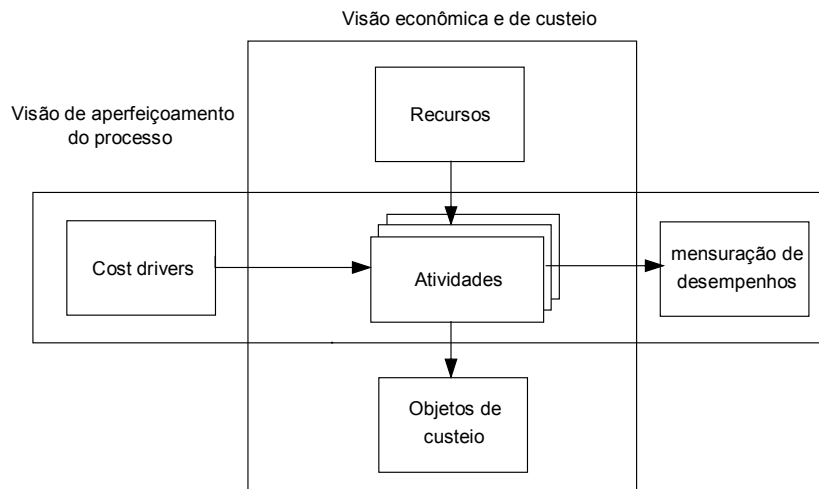 Visão econômica e de custeio
Visão de aperfeiçoamento
do processo
Recursos
Cost drivers
Atividades
mensuração de
desempenhos
Objetos de
custeio